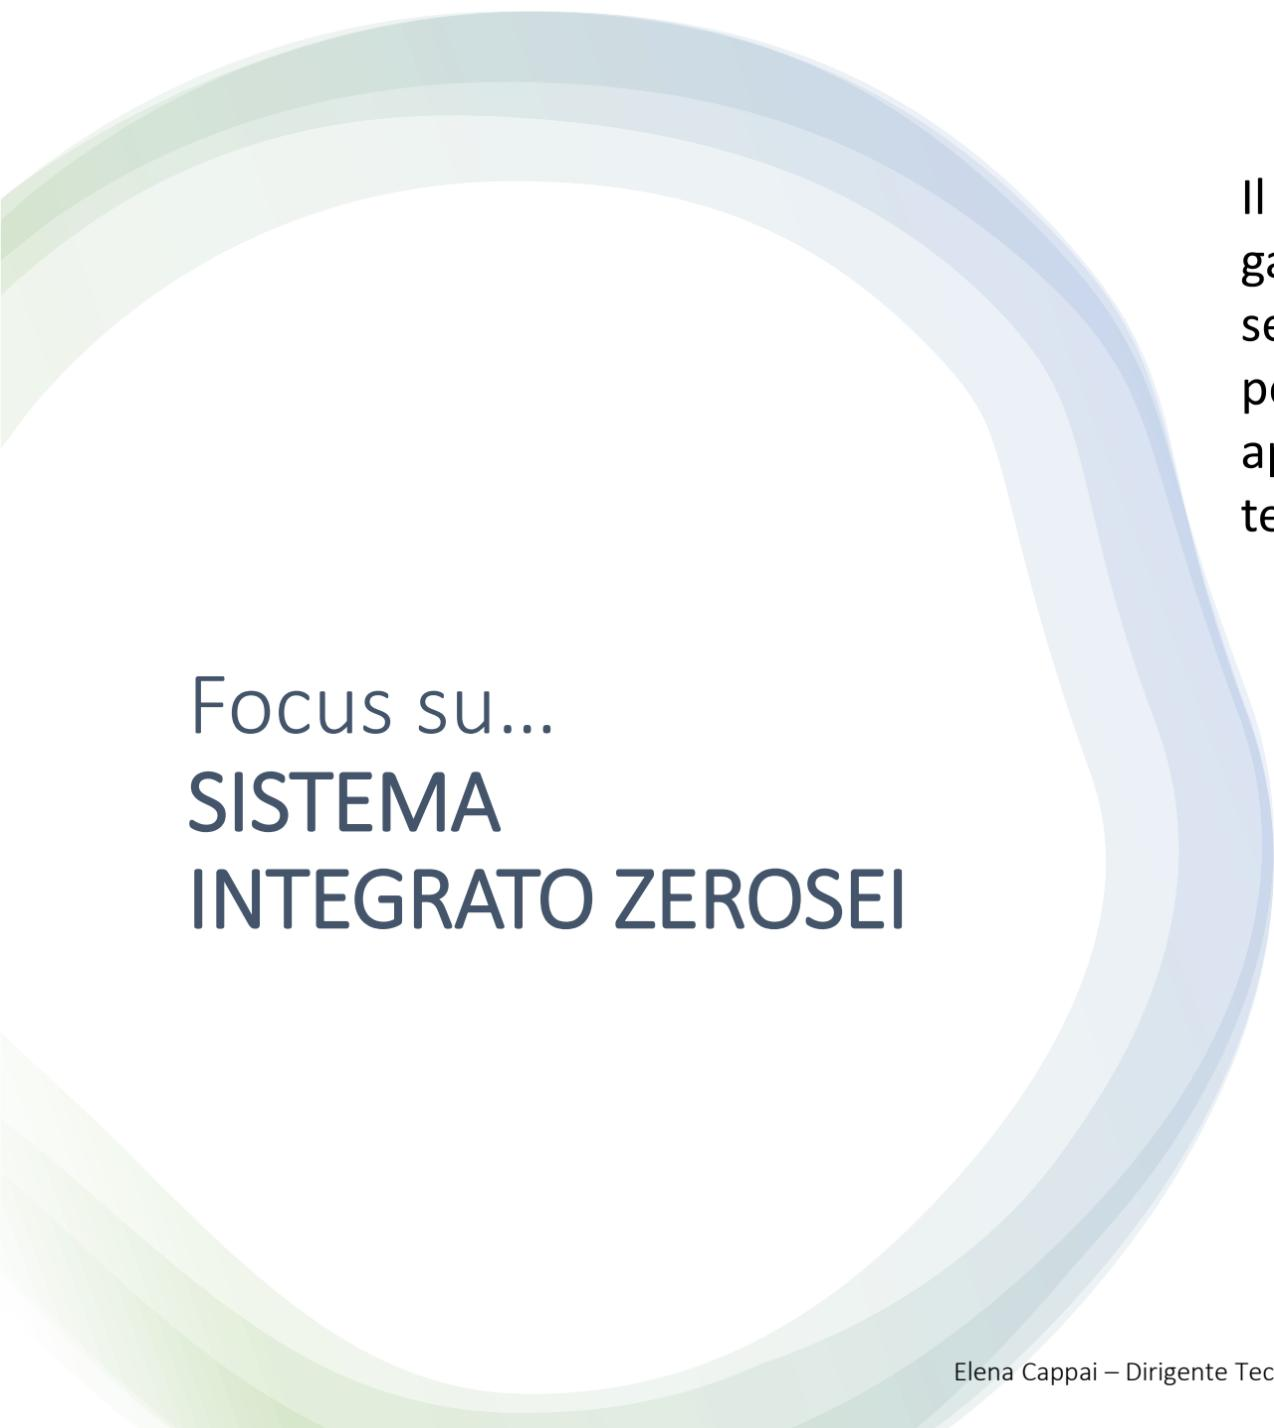 Focus su...
SISTEMA
INTEGRATO ZEROSEI
Il
Elena Cappai – Dirigente